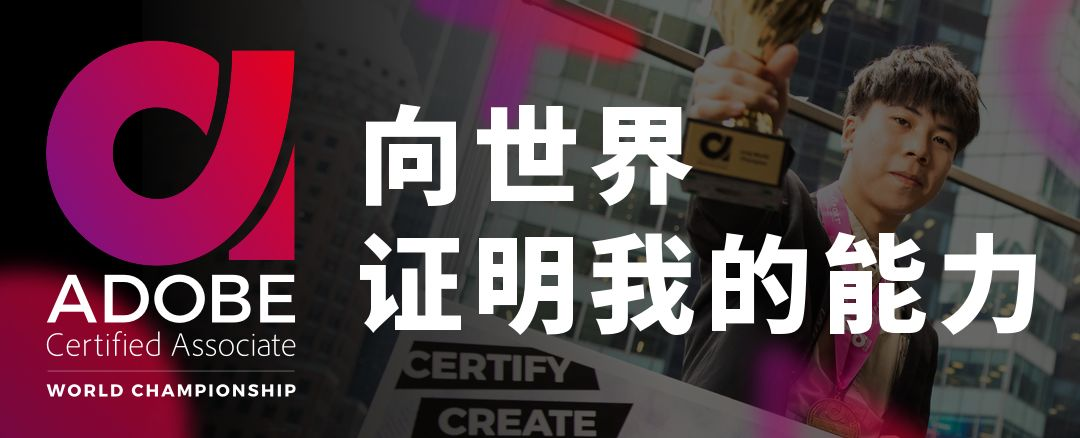 ADOBE
Certified Associate
WORLD CHAMPIONSHIP
向世界
证明我的能力
CERTIFY
CREATE